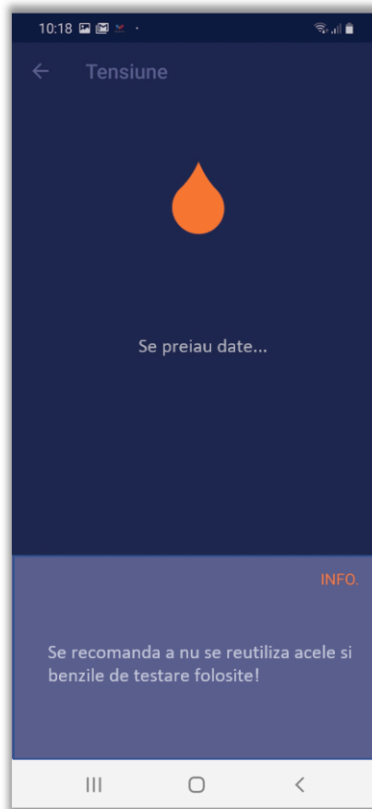 10:18
Tensiune
Se preiau date...
INFO.
Se recomanda a nu se reutiliza acele si
benzile de testare folosite!